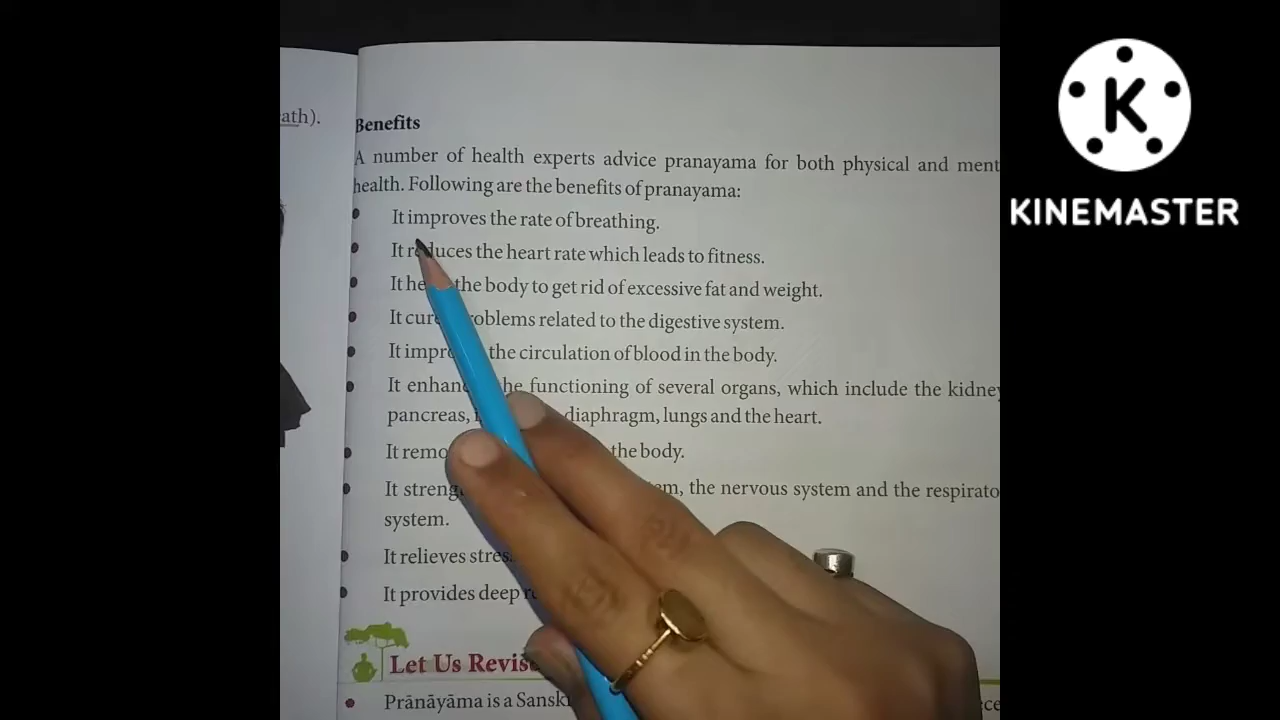 ath).
Benefits
A number of health experts advice pranayama for both physical and ment
health. Following are the benefits of pranayama:
It improves the rate of breathing.
It reduces the heart rate which leads to fitness.
It the body to get rid of excessive fat and weight.
It problems related to the digestive system.
It the circulation of blood in the body.
It the functioning of several organs, which include the kidney
pancreas, diaphragm, lungs and the heart.
It the body.
It the nervous system and the respirato
system.
It relieves stress
It provides deep
Let Us Revise
Prānāyāma is a
KINEMASTER